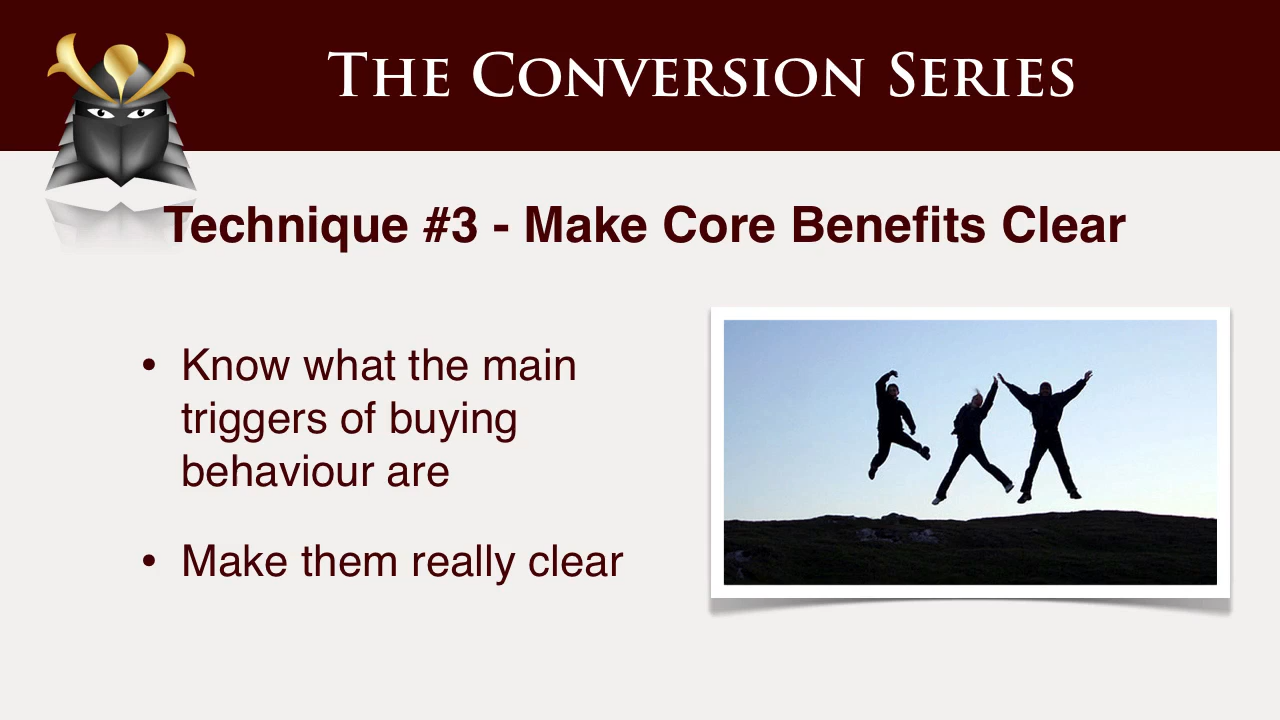 The Conversion Series
Technique #3 - Make Core Benefits Clear
• Know what the main
triggers of buying
behaviour are
• Make them really clear